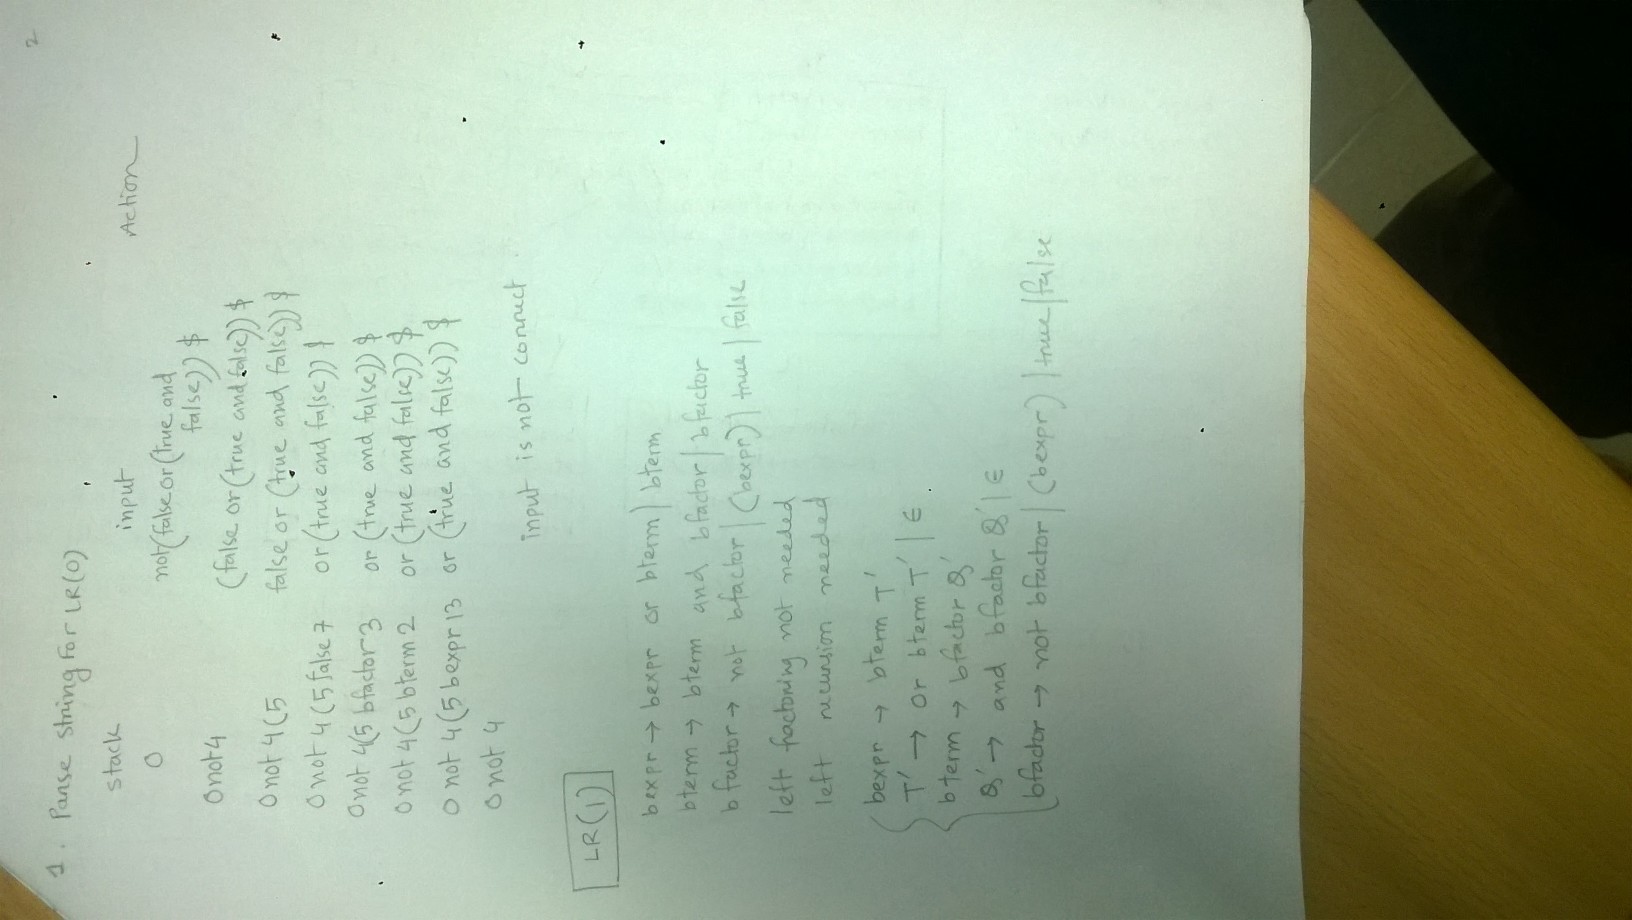 2
1. Parse string for LR(0)
stack input Action
0 not(false or(true and
false)) $
0 not4 (false or(true and false)) $
0 not 4(5 false or (true and false)) $
0 not 4(5 false 7 or(true and false)) $
0 not 4(5 bfactor3 or (true and false)) $
0 not 4(5 bterm 2 or(true and false)) $
0 not 4(5 bexpr 13 or (true and false)) $
0 not 4
input is not correct
LR(1)
bexpr → bexpr or bterm | bterm
bterm → bterm and bfactor | bfactor
bfactor → not bfactor | (bexpr) | true | false
left factoring not needed
left recursion needed
bexpr → bterm T'
T' → or bterm T' | ε
bterm → bfactor Q'
Q' → and bfactor Q' | ε
bfactor → not bfactor | (bexpr) | true | false